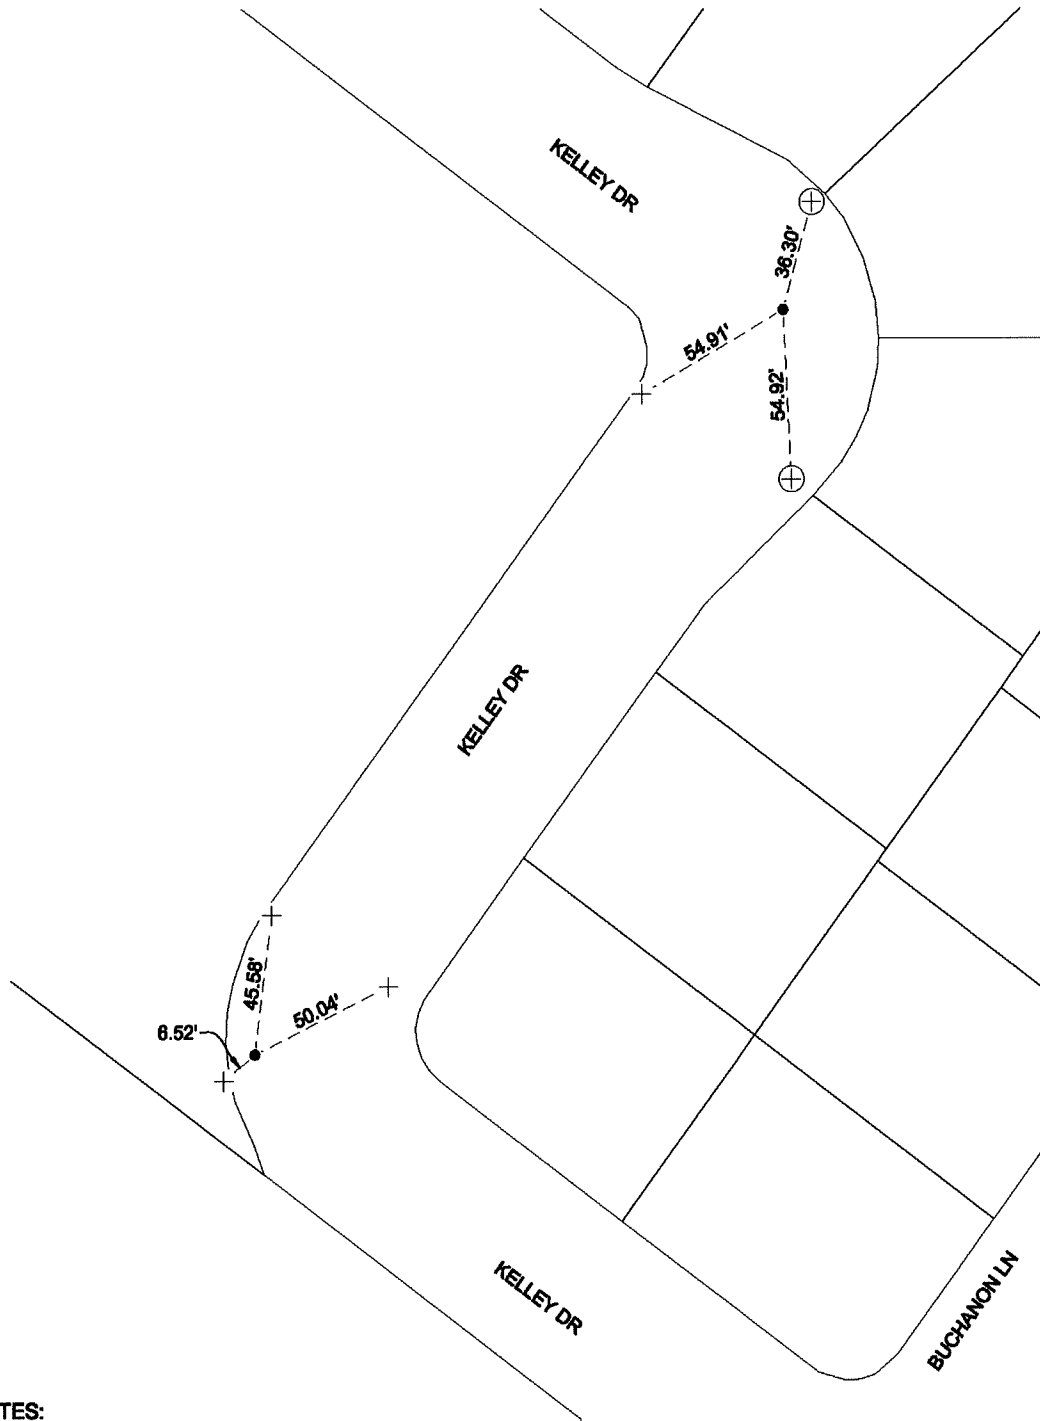 KELLEY DR
36.30'
54.91'
54.92'
KELLEY DR
45.58'
50.04'
6.52'
KELLEY DR
BUCHANON LN
TES: